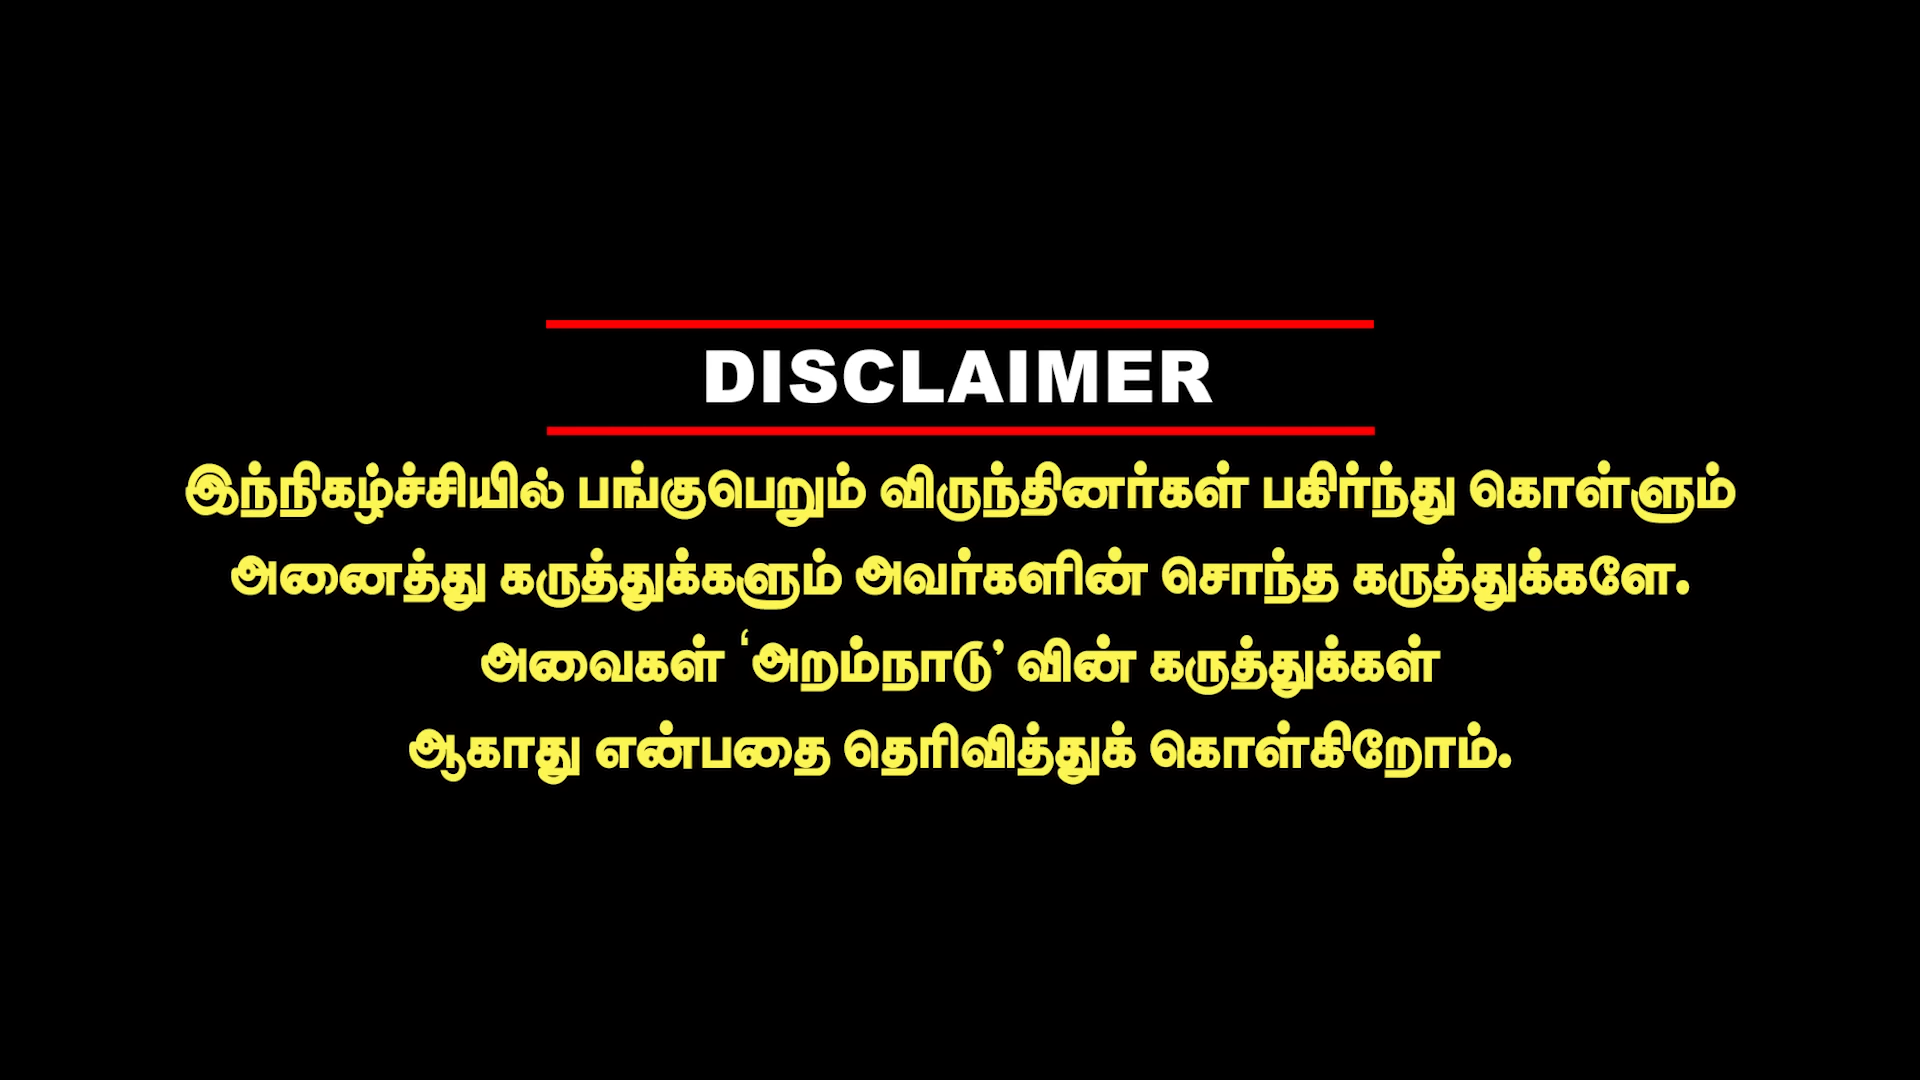 DISCLAIMER
இந்நிகழ்ச்சியில் பங்குபெறும் விருந்தினர்கள் பகிர்ந்து கொள்ளும்
அனைத்து கருத்துக்களும் அவர்களின் சொந்த கருத்துக்களே.
அவைகள் ‘அறம்நாடு’ வின் கருத்துக்கள்
ஆகாது என்பதை தெரிவித்துக் கொள்கிறோம்.